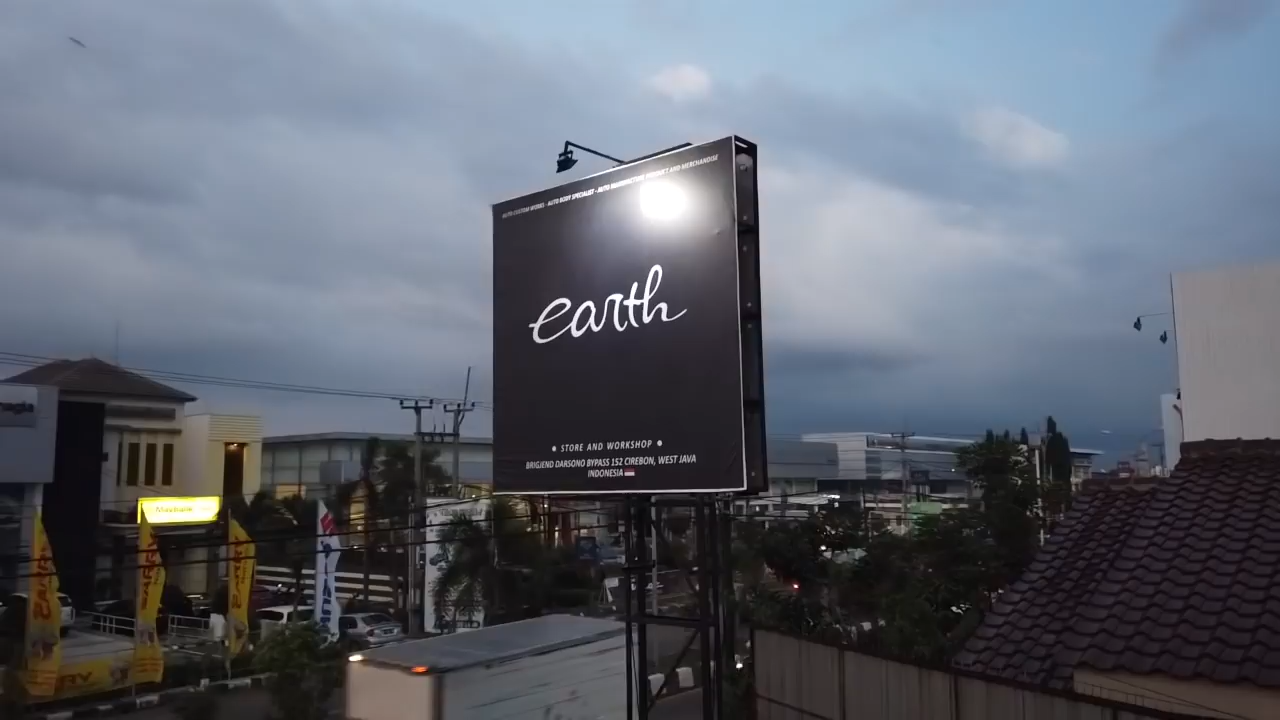 AUTO CUSTOM WORKS - AUTO BODY SPECIALIST - AUTO MANUFACTURE PRODUCT AND MERCHANDISE
earth
• STORE AND WORKSHOP •
BRIGJEND DARSONO BYPASS 152 CIREBON, WEST JAVA
INDONESIA
Maybank